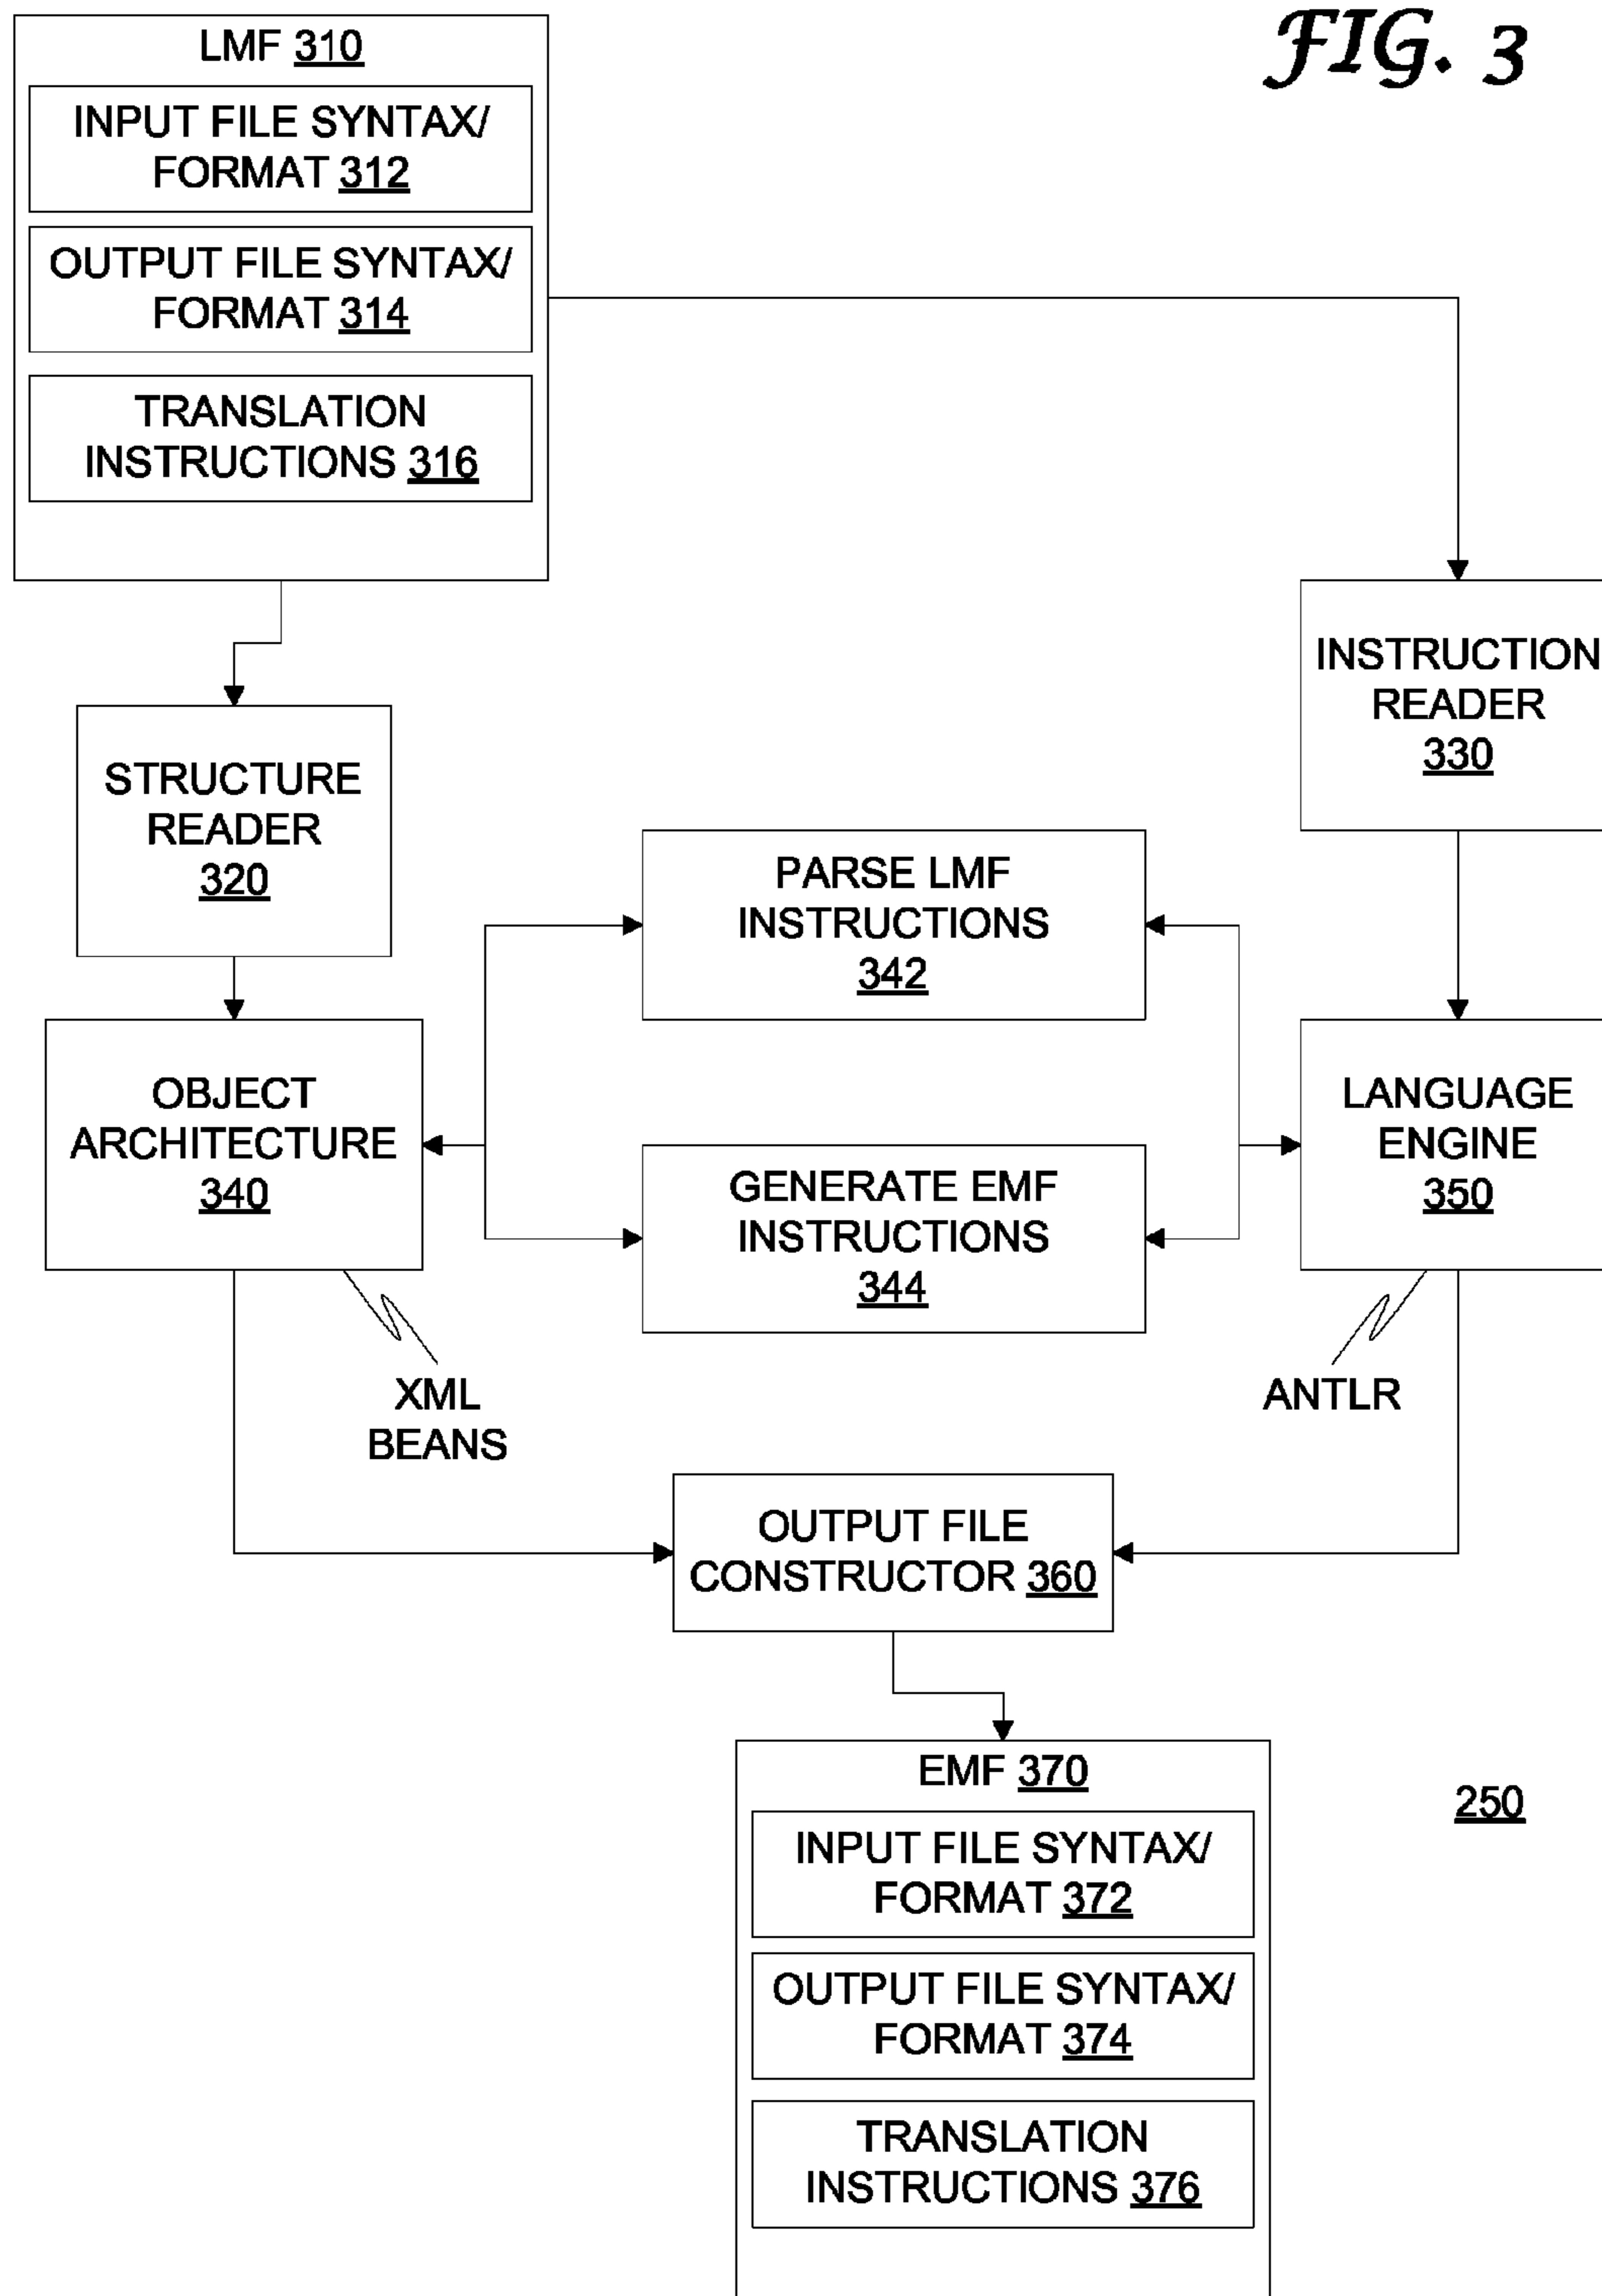 FIG. 3
LMF 310
INPUT FILE SYNTAX/
FORMAT 312
OUTPUT FILE SYNTAX/
FORMAT 314
TRANSLATION
INSTRUCTIONS 316
INSTRUCTION
READER
330
STRUCTURE
READER
320
PARSE LMF
INSTRUCTIONS
342
OBJECT
ARCHITECTURE
340
GENERATE EMF
INSTRUCTIONS
344
LANGUAGE
ENGINE
350
XML
BEANS
ANTLR
OUTPUT FILE
CONSTRUCTOR 360
EMF 370
INPUT FILE SYNTAX/
FORMAT 372
OUTPUT FILE SYNTAX/
FORMAT 374
TRANSLATION
INSTRUCTIONS 376
250